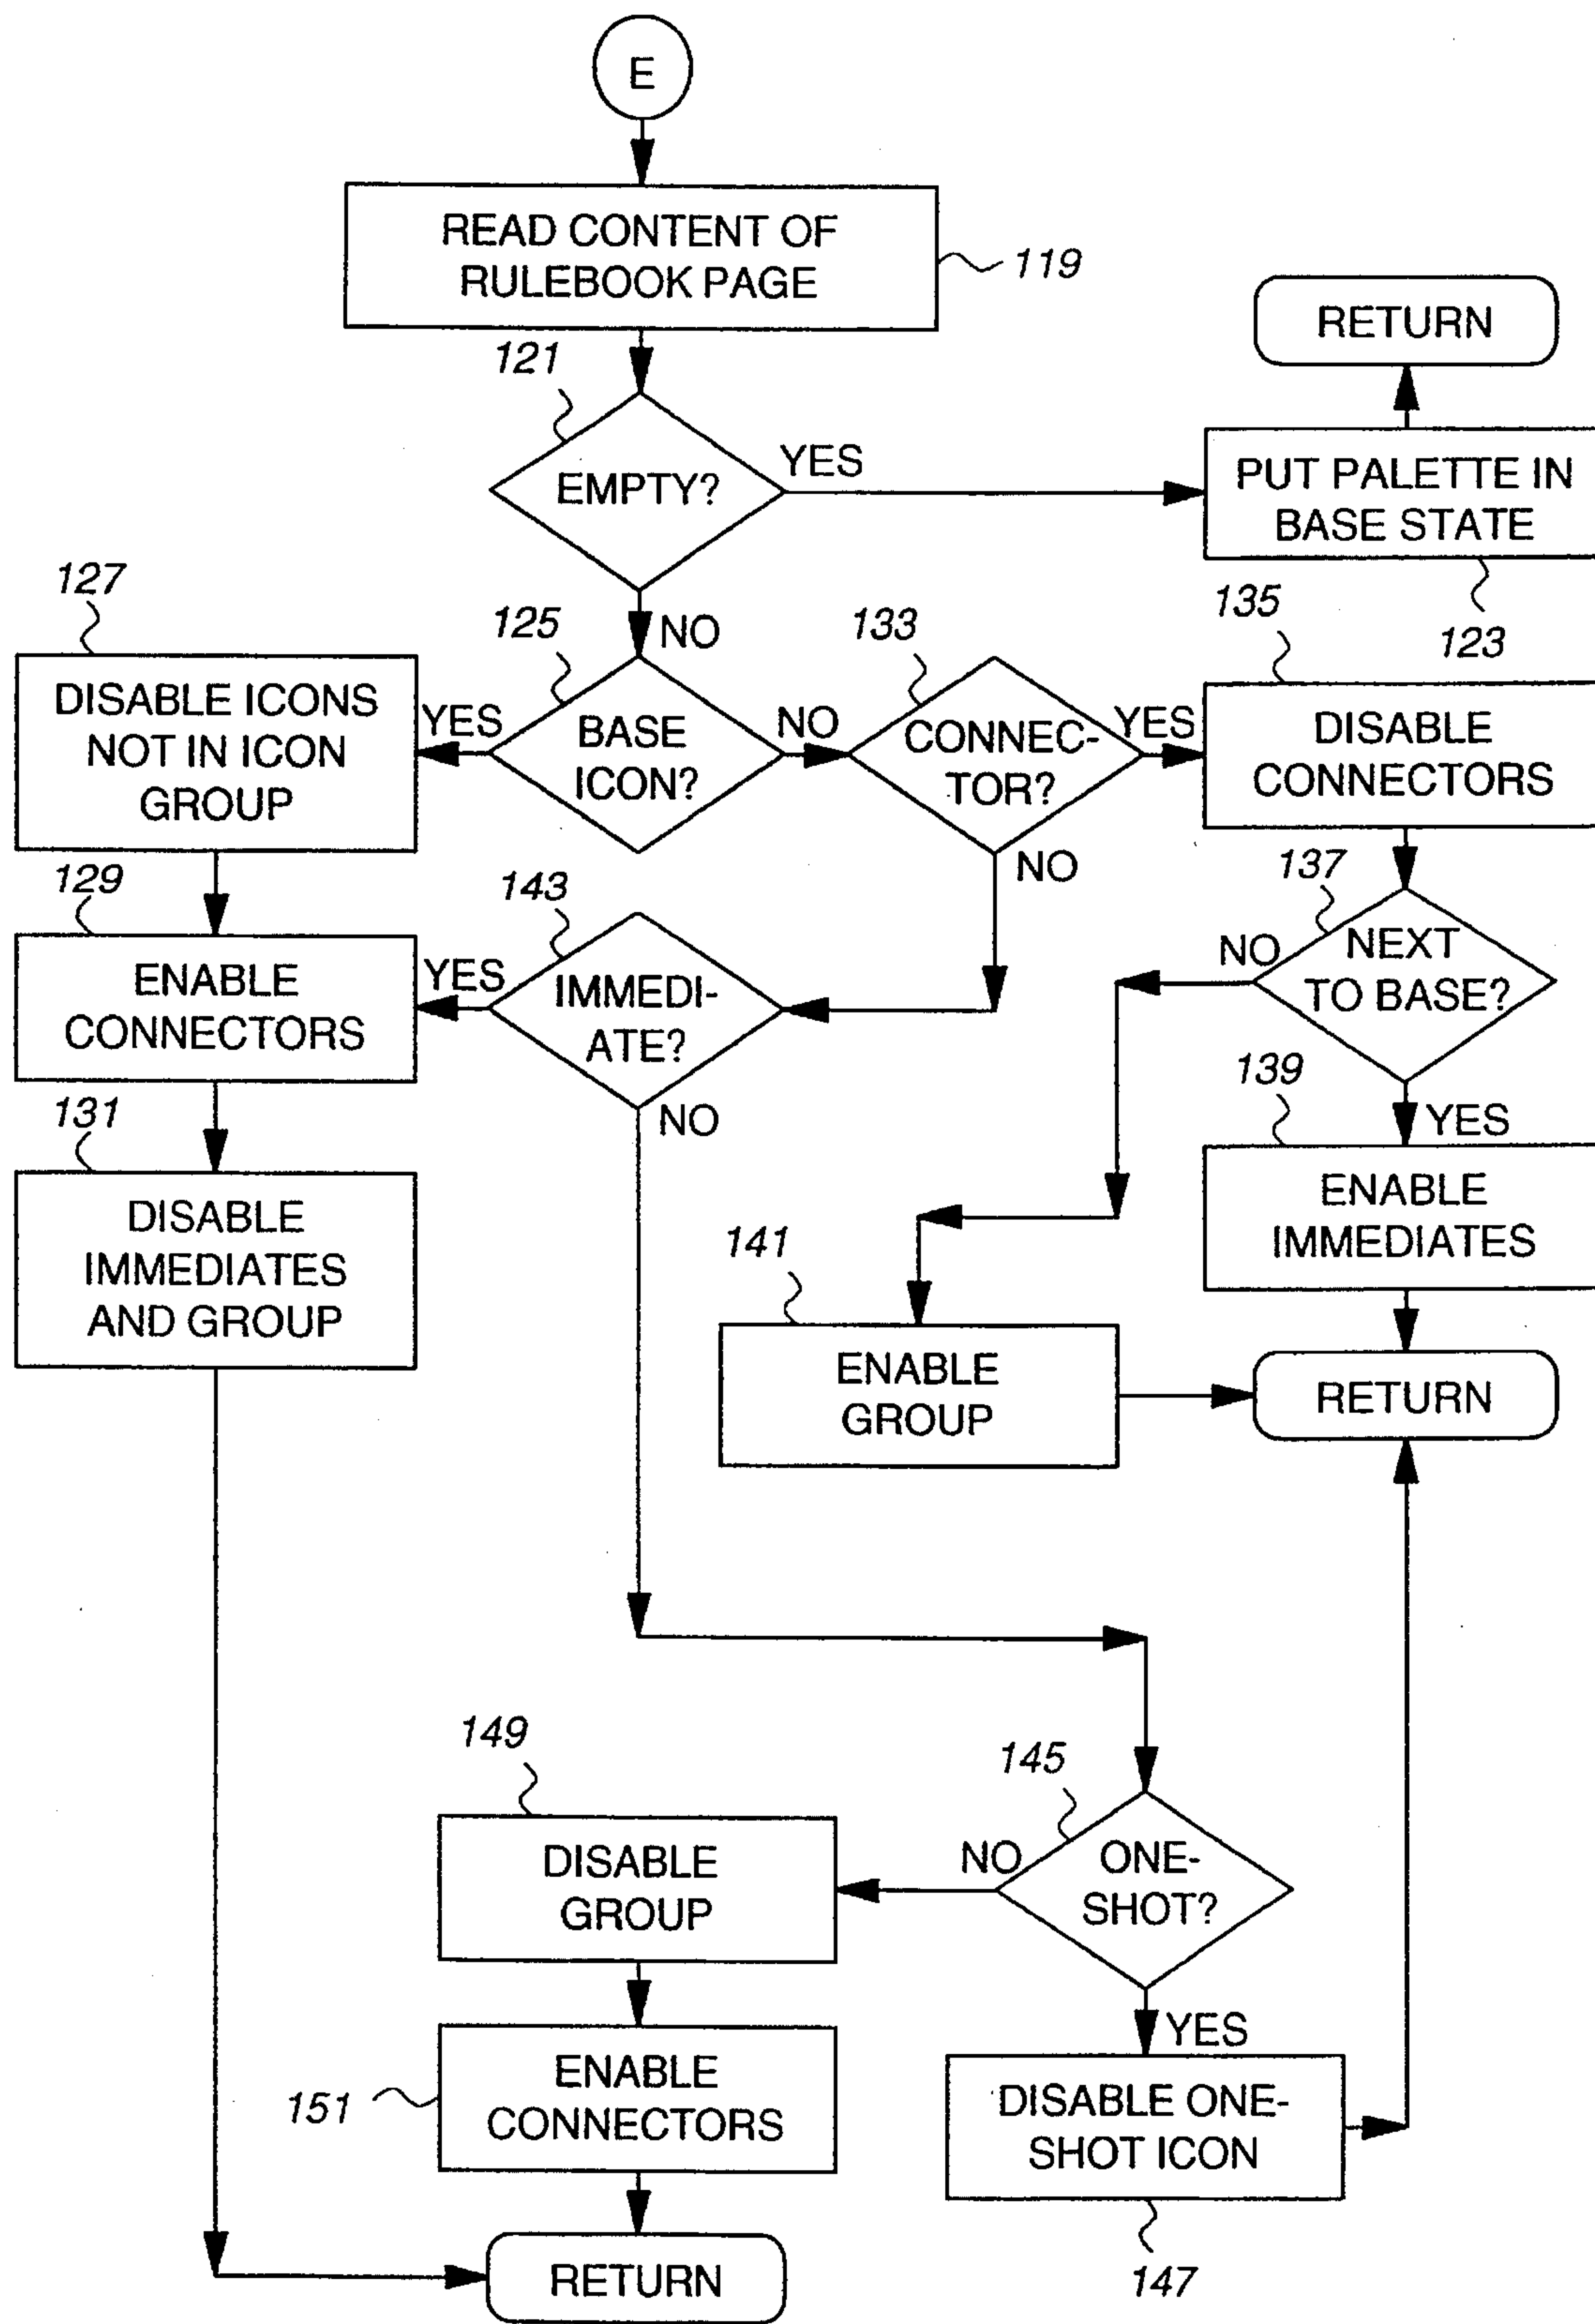 E
READ CONTENT OF
RULEBOOK PAGE
119
RETURN
121
EMPTY?
YES
PUT PALETTE IN
BASE STATE
123
NO
127
DISABLE ICONS
NOT IN ICON
GROUP
YES
125
BASE
ICON?
NO
133
CONNEC-
TOR?
YES
135
DISABLE
CONNECTORS
NO
129
ENABLE
CONNECTORS
YES
143
IMMEDI-
ATE?
NO
137
NEXT
TO BASE?
NO
YES
139
ENABLE
IMMEDIATES
131
DISABLE
IMMEDIATES
AND GROUP
141
ENABLE
GROUP
RETURN
149
DISABLE
GROUP
NO
145
ONE-
SHOT?
YES
151
ENABLE
CONNECTORS
DISABLE ONE-
SHOT ICON
147
RETURN